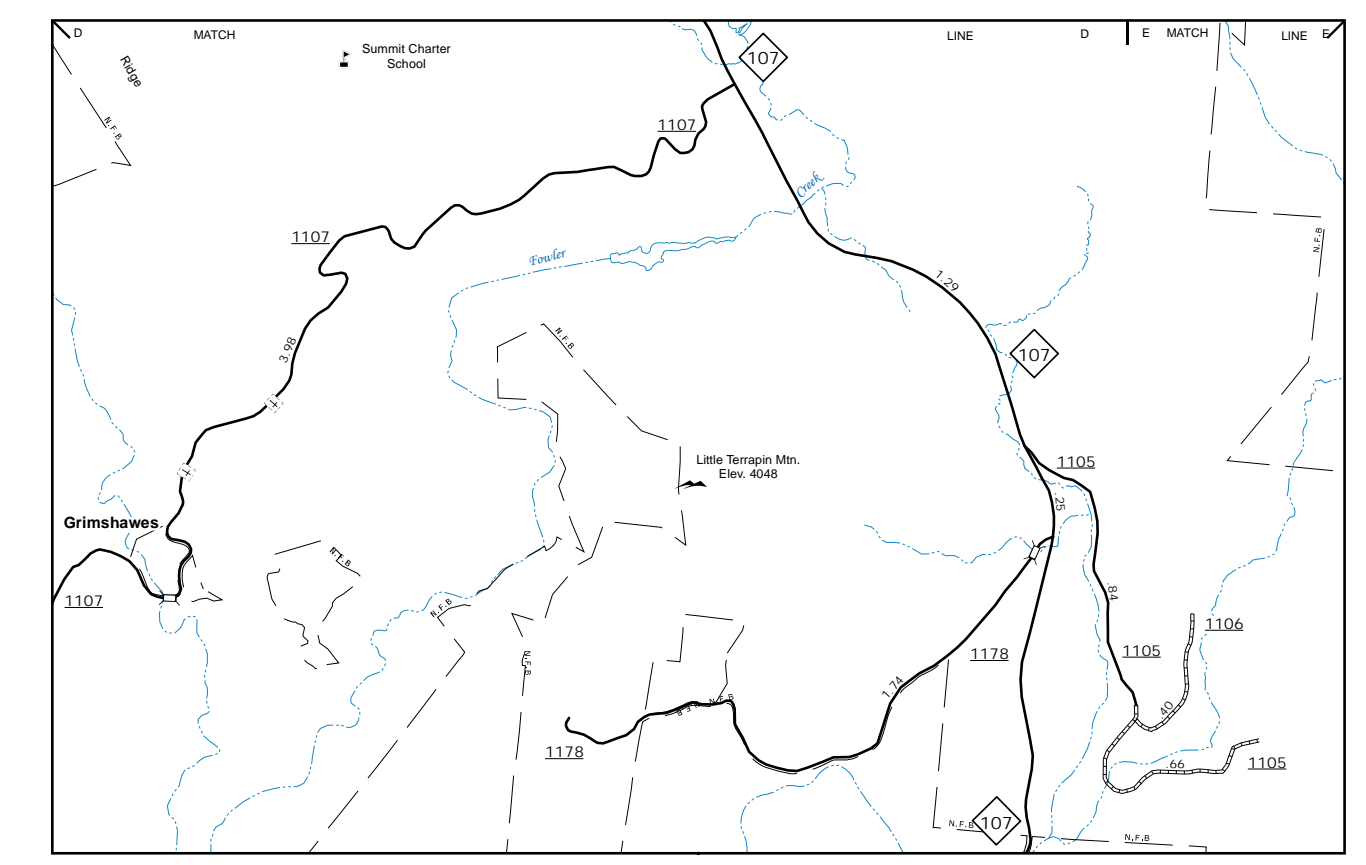 D
MATCH
LINE
D
E
MATCH
LINE
E
Ridge
Summit Charter
School
107
N.F.B
1107
Creek
1107
Fowler
N.F.B
1.29
3.98
N.F.B
107
Little Terrapin Mtn.
Elev. 4048
1105
.25
Grimshawes
N.F.B
1107
N.F.B
.84
1106
N.F.B
1178
1105
1.74
N.F.B
N.F.B
.40
1178
.66
1105
N.F.B
107
N.F.B